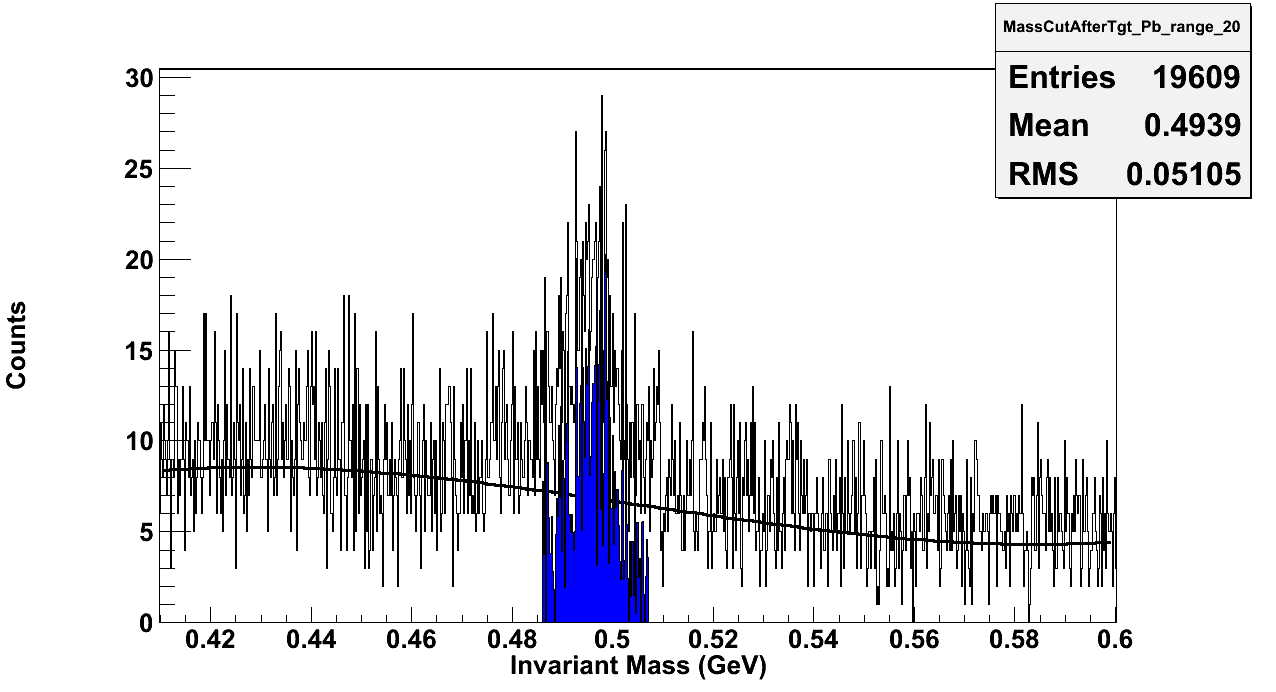 MassCutAfterTgt_Pb_range_20
Entries 19609
Mean 0.4939
RMS 0.05105
30
25
20
15
10
5
0
Counts
0.42 0.44 0.46 0.48 0.5 0.52 0.54 0.56 0.58 0.6
Invariant Mass (GeV)